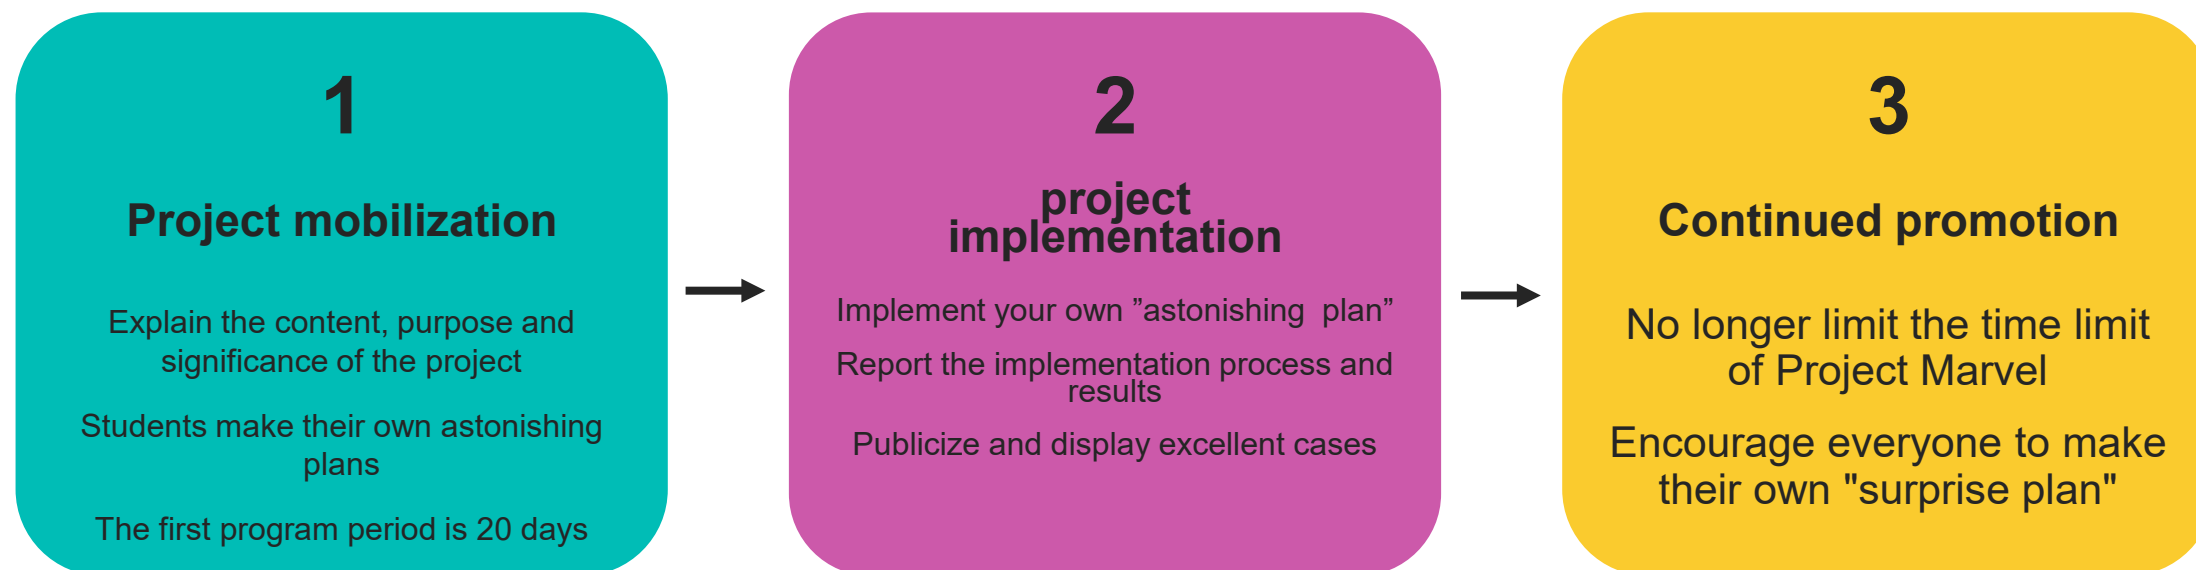 1
Project mobilization
Explain the content, purpose and
significance of the project
Students make their own astonishing
plans
The first program period is 20 days
2
project
implementation
Implement your own ”astonishing  plan”
Report the implementation process and
results
Publicize and display excellent cases
3
Continued promotion
No longer limit the time limit
of Project Marvel
Encourage everyone to make
their own "surprise plan"